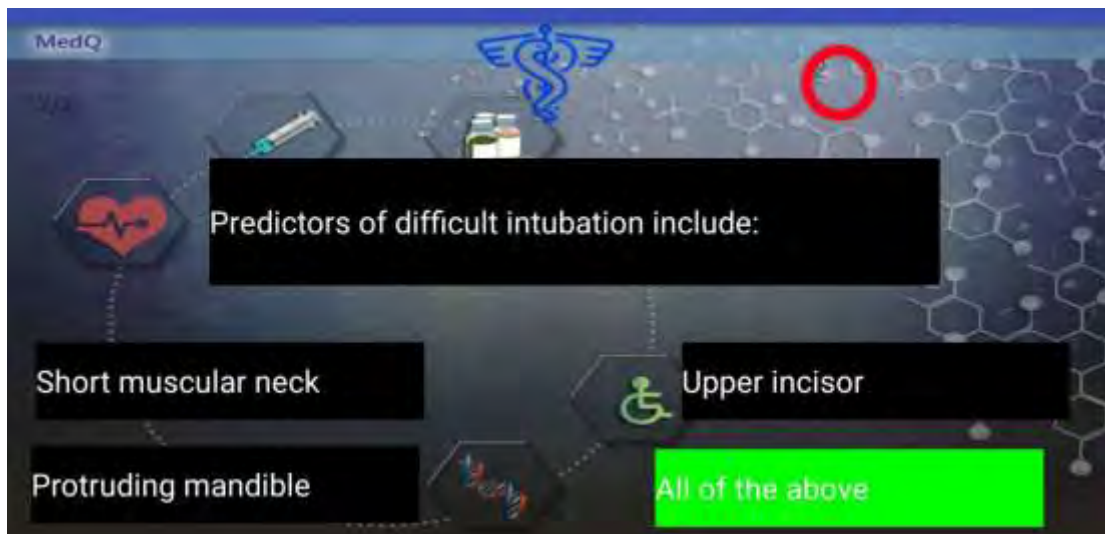 MedQ
Predictors of difficult intubation include:
Short muscular neck
Upper incisor
Protruding mandible
All of the above